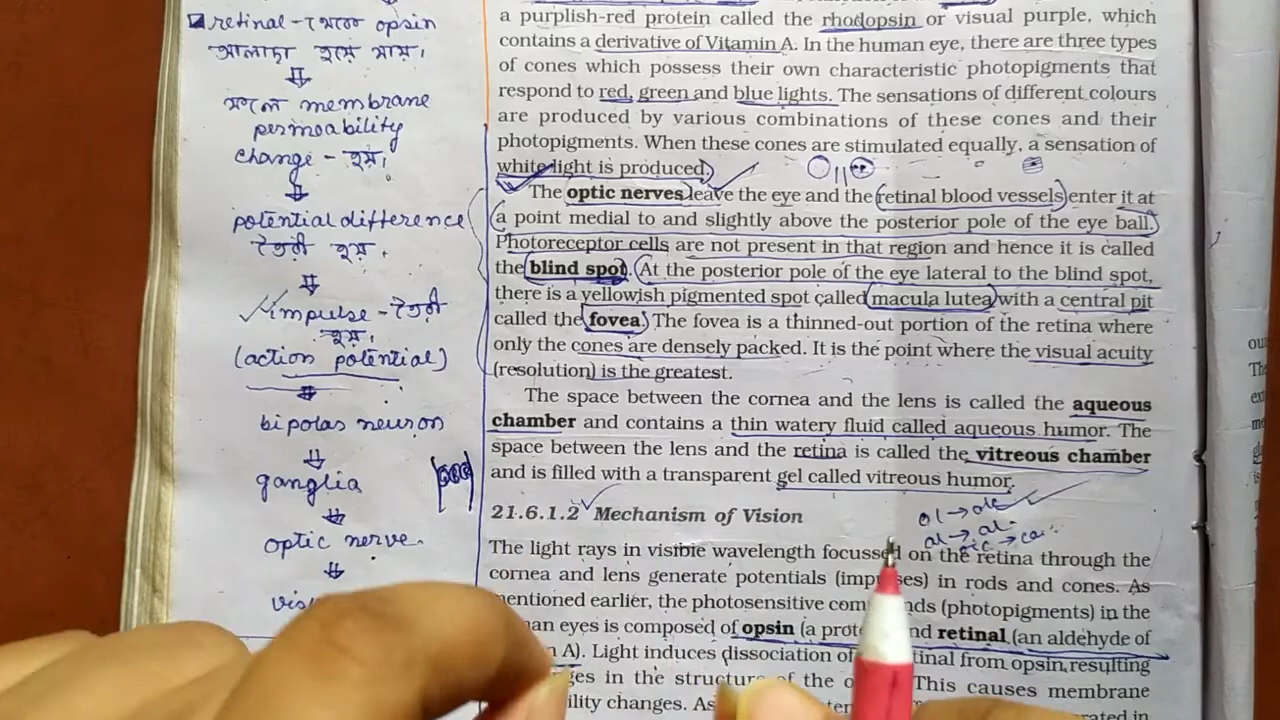 retinal - থেকে opsin
আলাদা হয়ে যায়।
ফলে membrane
permeability
change - হয়।
potential difference
তৈরী হয়।
impulse - তৈরী
হয়।
(action potential)
bipolar neuron
ganglia
optic nerve.
a purplish-red protein called the rhodopsin or visual purple, which
contains a derivative of Vitamin A. In the human eye, there are three types
of cones which possess their own characteristic photopigments that
respond to red, green and blue lights. The sensations of different colours
are produced by various combinations of these cones and their
photopigments. When these cones are stimulated equally, a sensation of
white light is produced.
The optic nerves leave the eye and the retinal blood vessels enter it at
a point medial to and slightly above the posterior pole of the eye ball.
Photoreceptor cells are not present in that region and hence it is called
the blind spot. At the posterior pole of the eye lateral to the blind spot,
there is a yellowish pigmented spot called macula lutea with a central pit
called the fovea. The fovea is a thinned-out portion of the retina where
only the cones are densely packed. It is the point where the visual acuity
(resolution) is the greatest.
The space between the cornea and the lens is called the aqueous
chamber and contains a thin watery fluid called aqueous humor. The
space between the lens and the retina is called the vitreous chamber
and is filled with a transparent gel called vitreous humor.
21.6.1.2 Mechanism of Vision
ol → ole
al → al.
The light rays in visible wavelength focussed on the retina through the
cornea and lens generate potentials (impulses) in rods and cones. As
mentioned earlier, the photosensitive compounds (photopigments) in the
human eyes is composed of opsin (a protein) and retinal (an aldehyde of
A). Light induces dissociation of retinal from opsin resulting
in the structure of the This causes membrane
changes. As